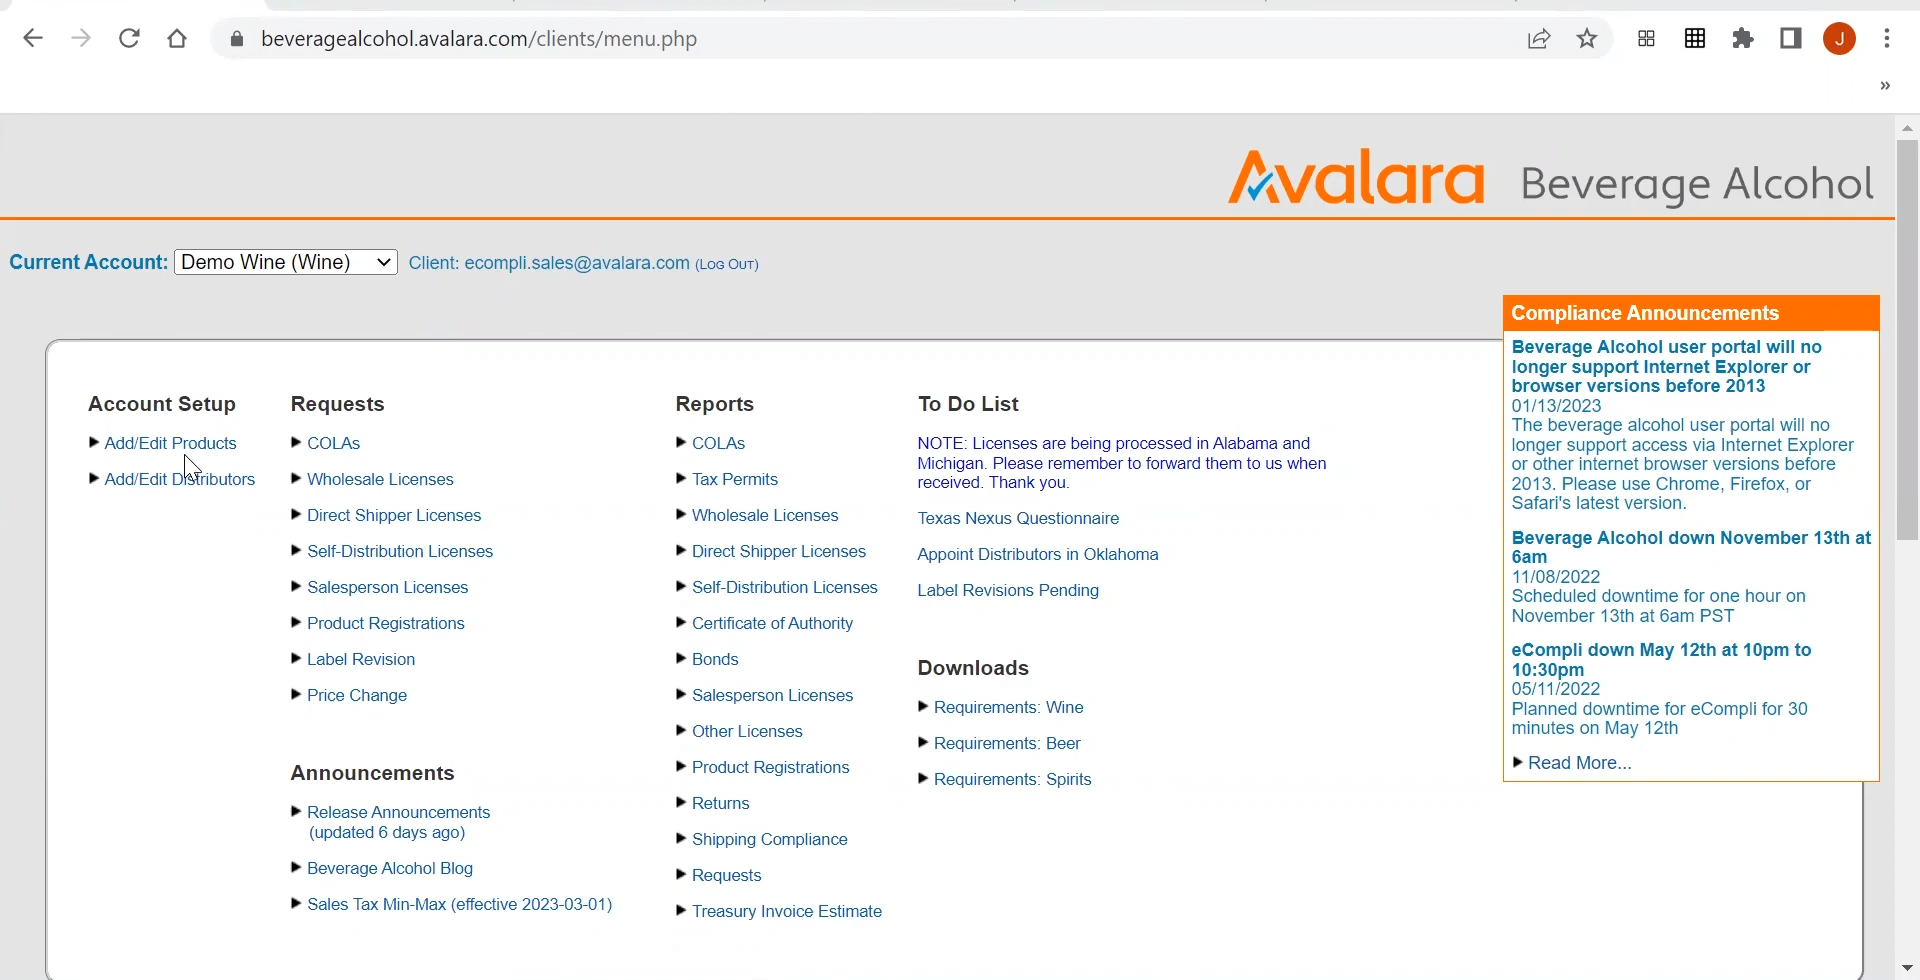 beveragealcohol.avalara.com/clients/menu.php
J
»
Avalara Beverage Alcohol
Current Account: Demo Wine (Wine) Client: ecompli.sales@avalara.com (LOG OUT)
Account Setup
Add/Edit Products
Add/Edit Distributors
Requests
COLAs
Wholesale Licenses
Direct Shipper Licenses
Self-Distribution Licenses
Salesperson Licenses
Product Registrations
Label Revision
Price Change
Announcements
Release Announcements
(updated 6 days ago)
Beverage Alcohol Blog
Sales Tax Min-Max (effective 2023-03-01)
Reports
COLAs
Tax Permits
Wholesale Licenses
Direct Shipper Licenses
Self-Distribution Licenses
Certificate of Authority
Bonds
Salesperson Licenses
Other Licenses
Product Registrations
Returns
Shipping Compliance
Requests
Treasury Invoice Estimate
To Do List
NOTE: Licenses are being processed in Alabama and
Michigan. Please remember to forward them to us when
received. Thank you.
Texas Nexus Questionnaire
Appoint Distributors in Oklahoma
Label Revisions Pending
Downloads
Requirements: Wine
Requirements: Beer
Requirements: Spirits
Compliance Announcements
Beverage Alcohol user portal will no
longer support Internet Explorer or
browser versions before 2013
01/13/2023
The beverage alcohol user portal will no
longer support access via Internet Explorer
or other internet browser versions before
2013. Please use Chrome, Firefox, or
Safari's latest version.
Beverage Alcohol down November 13th at
6am
11/08/2022
Scheduled downtime for one hour on
November 13th at 6am PST
eCompli down May 12th at 10pm to
10:30pm
05/11/2022
Planned downtime for eCompli for 30
minutes on May 12th
Read More...